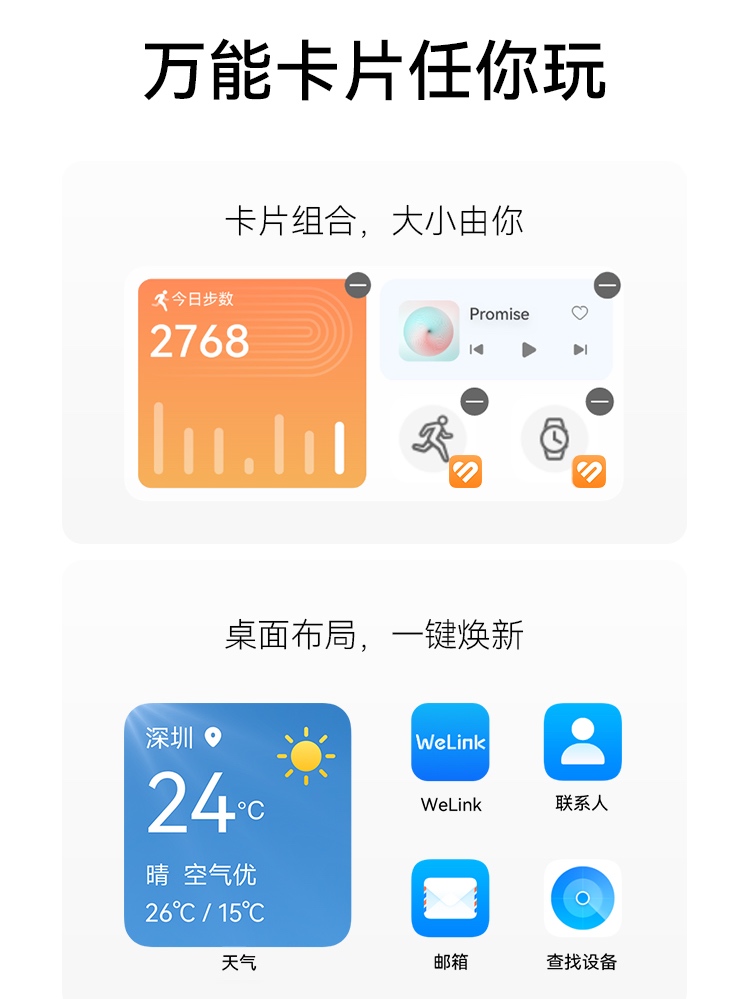 万能卡片任你玩
卡片组合，大小由你
今日步数
2768
Promise
桌面布局，一键焕新
深圳
24℃
晴 空气优
26℃ / 15℃
天气
WeLink
WeLink
联系人
邮箱
查找设备